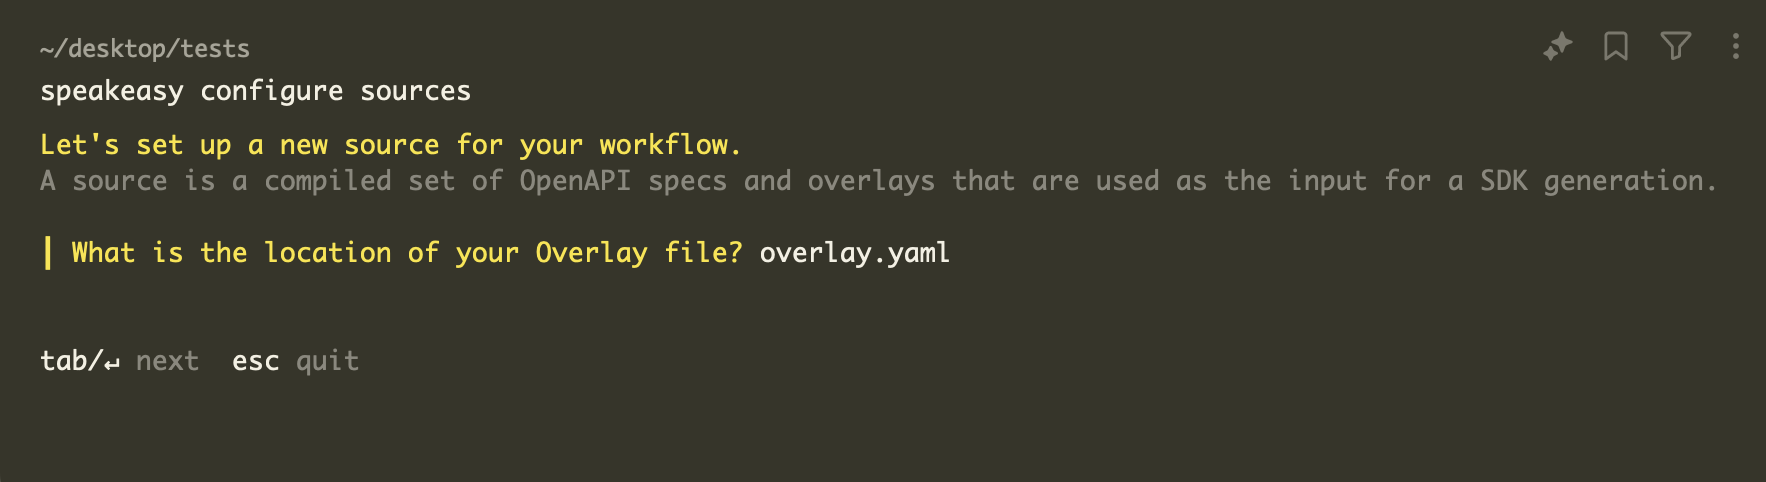 ~/desktop/tests
speakeasy configure sources
Let's set up a new source for your workflow.
A source is a compiled set of OpenAPI specs and overlays that are used as the input for a SDK generation.
What is the location of your Overlay file? overlay.yaml
tab/↵ next  esc quit